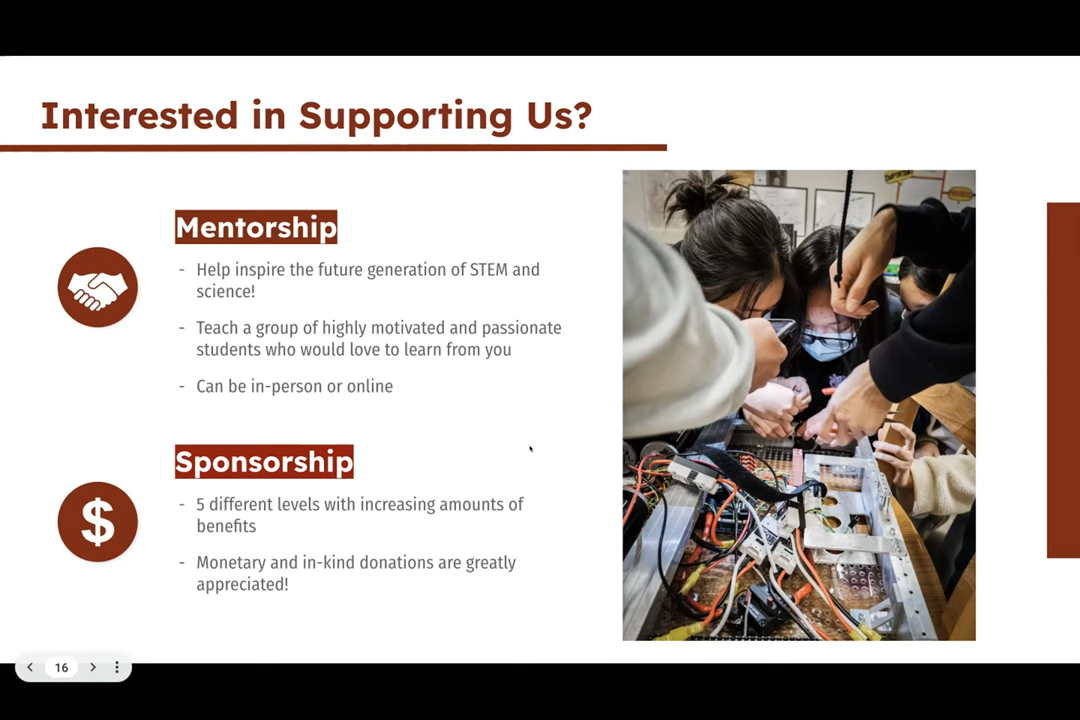 Interested in Supporting Us?
Mentorship
- Help inspire the future generation of STEM and
science!
- Teach a group of highly motivated and passionate
students who would love to learn from you
- Can be in-person or online
Sponsorship
$
- 5 different levels with increasing amounts of
benefits
- Monetary and in-kind donations are greatly
appreciated!
16